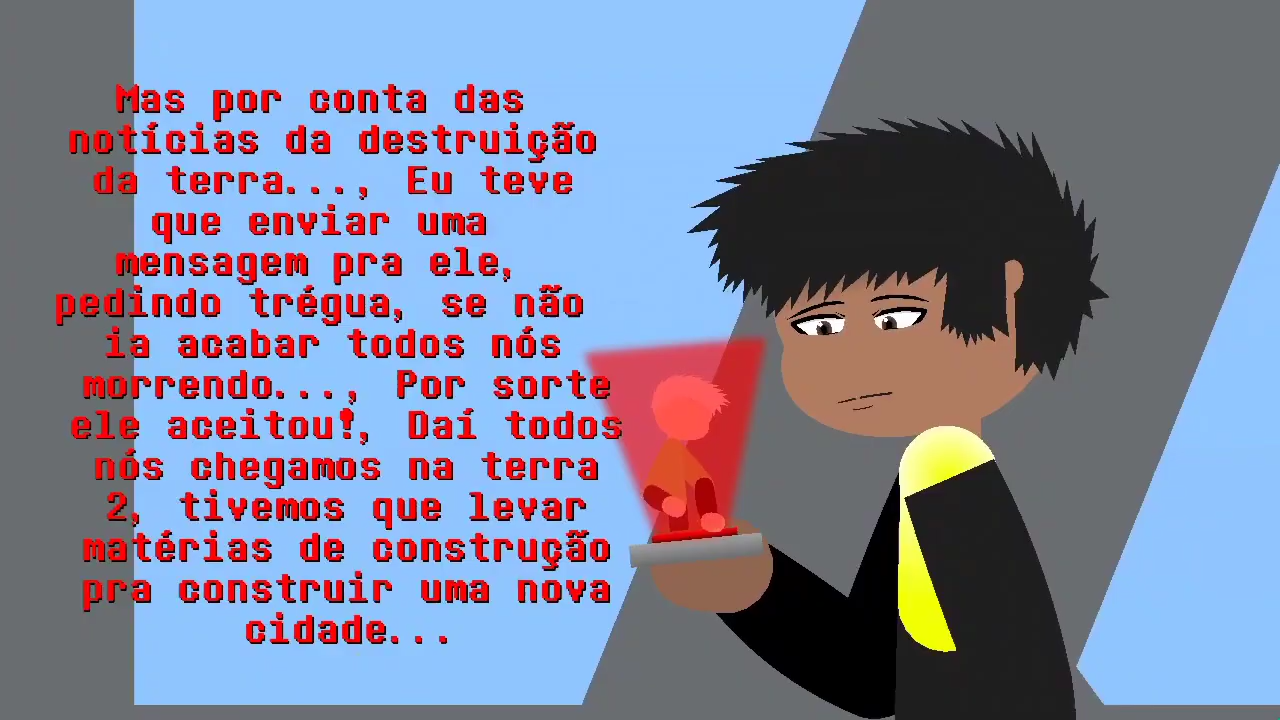 Mas por conta das
notícias da destruição
da terra..., Eu teve
que enviar uma
mensagem pra ele,
pedindo trégua, se não
ia acabar todos nós
morrendo..., Por sorte
ele aceitou!, Daí todos
nós chegamos na terra
2, tivemos que levar
matérias de construção
pra construir uma nova
cidade...